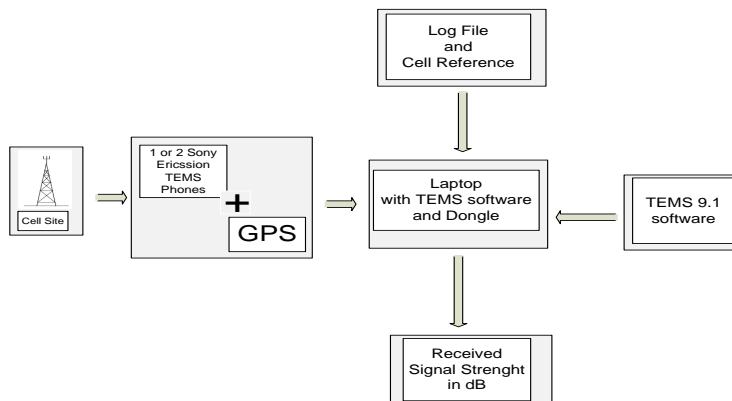 Log File
and
Cell Reference
1 or 2 Sony
Ericssion
TEMS
Phones
+
GPS
Cell Site
Laptop
with TEMS software
and Dongle
TEMS 9.1
software
Received
Signal Strenght
in dB